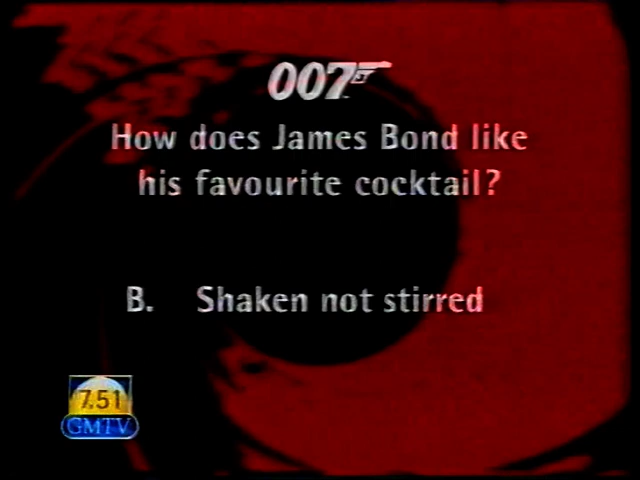 007
How does James Bond like
his favourite cocktail?
B. Shaken not stirred
7.51
GMTV